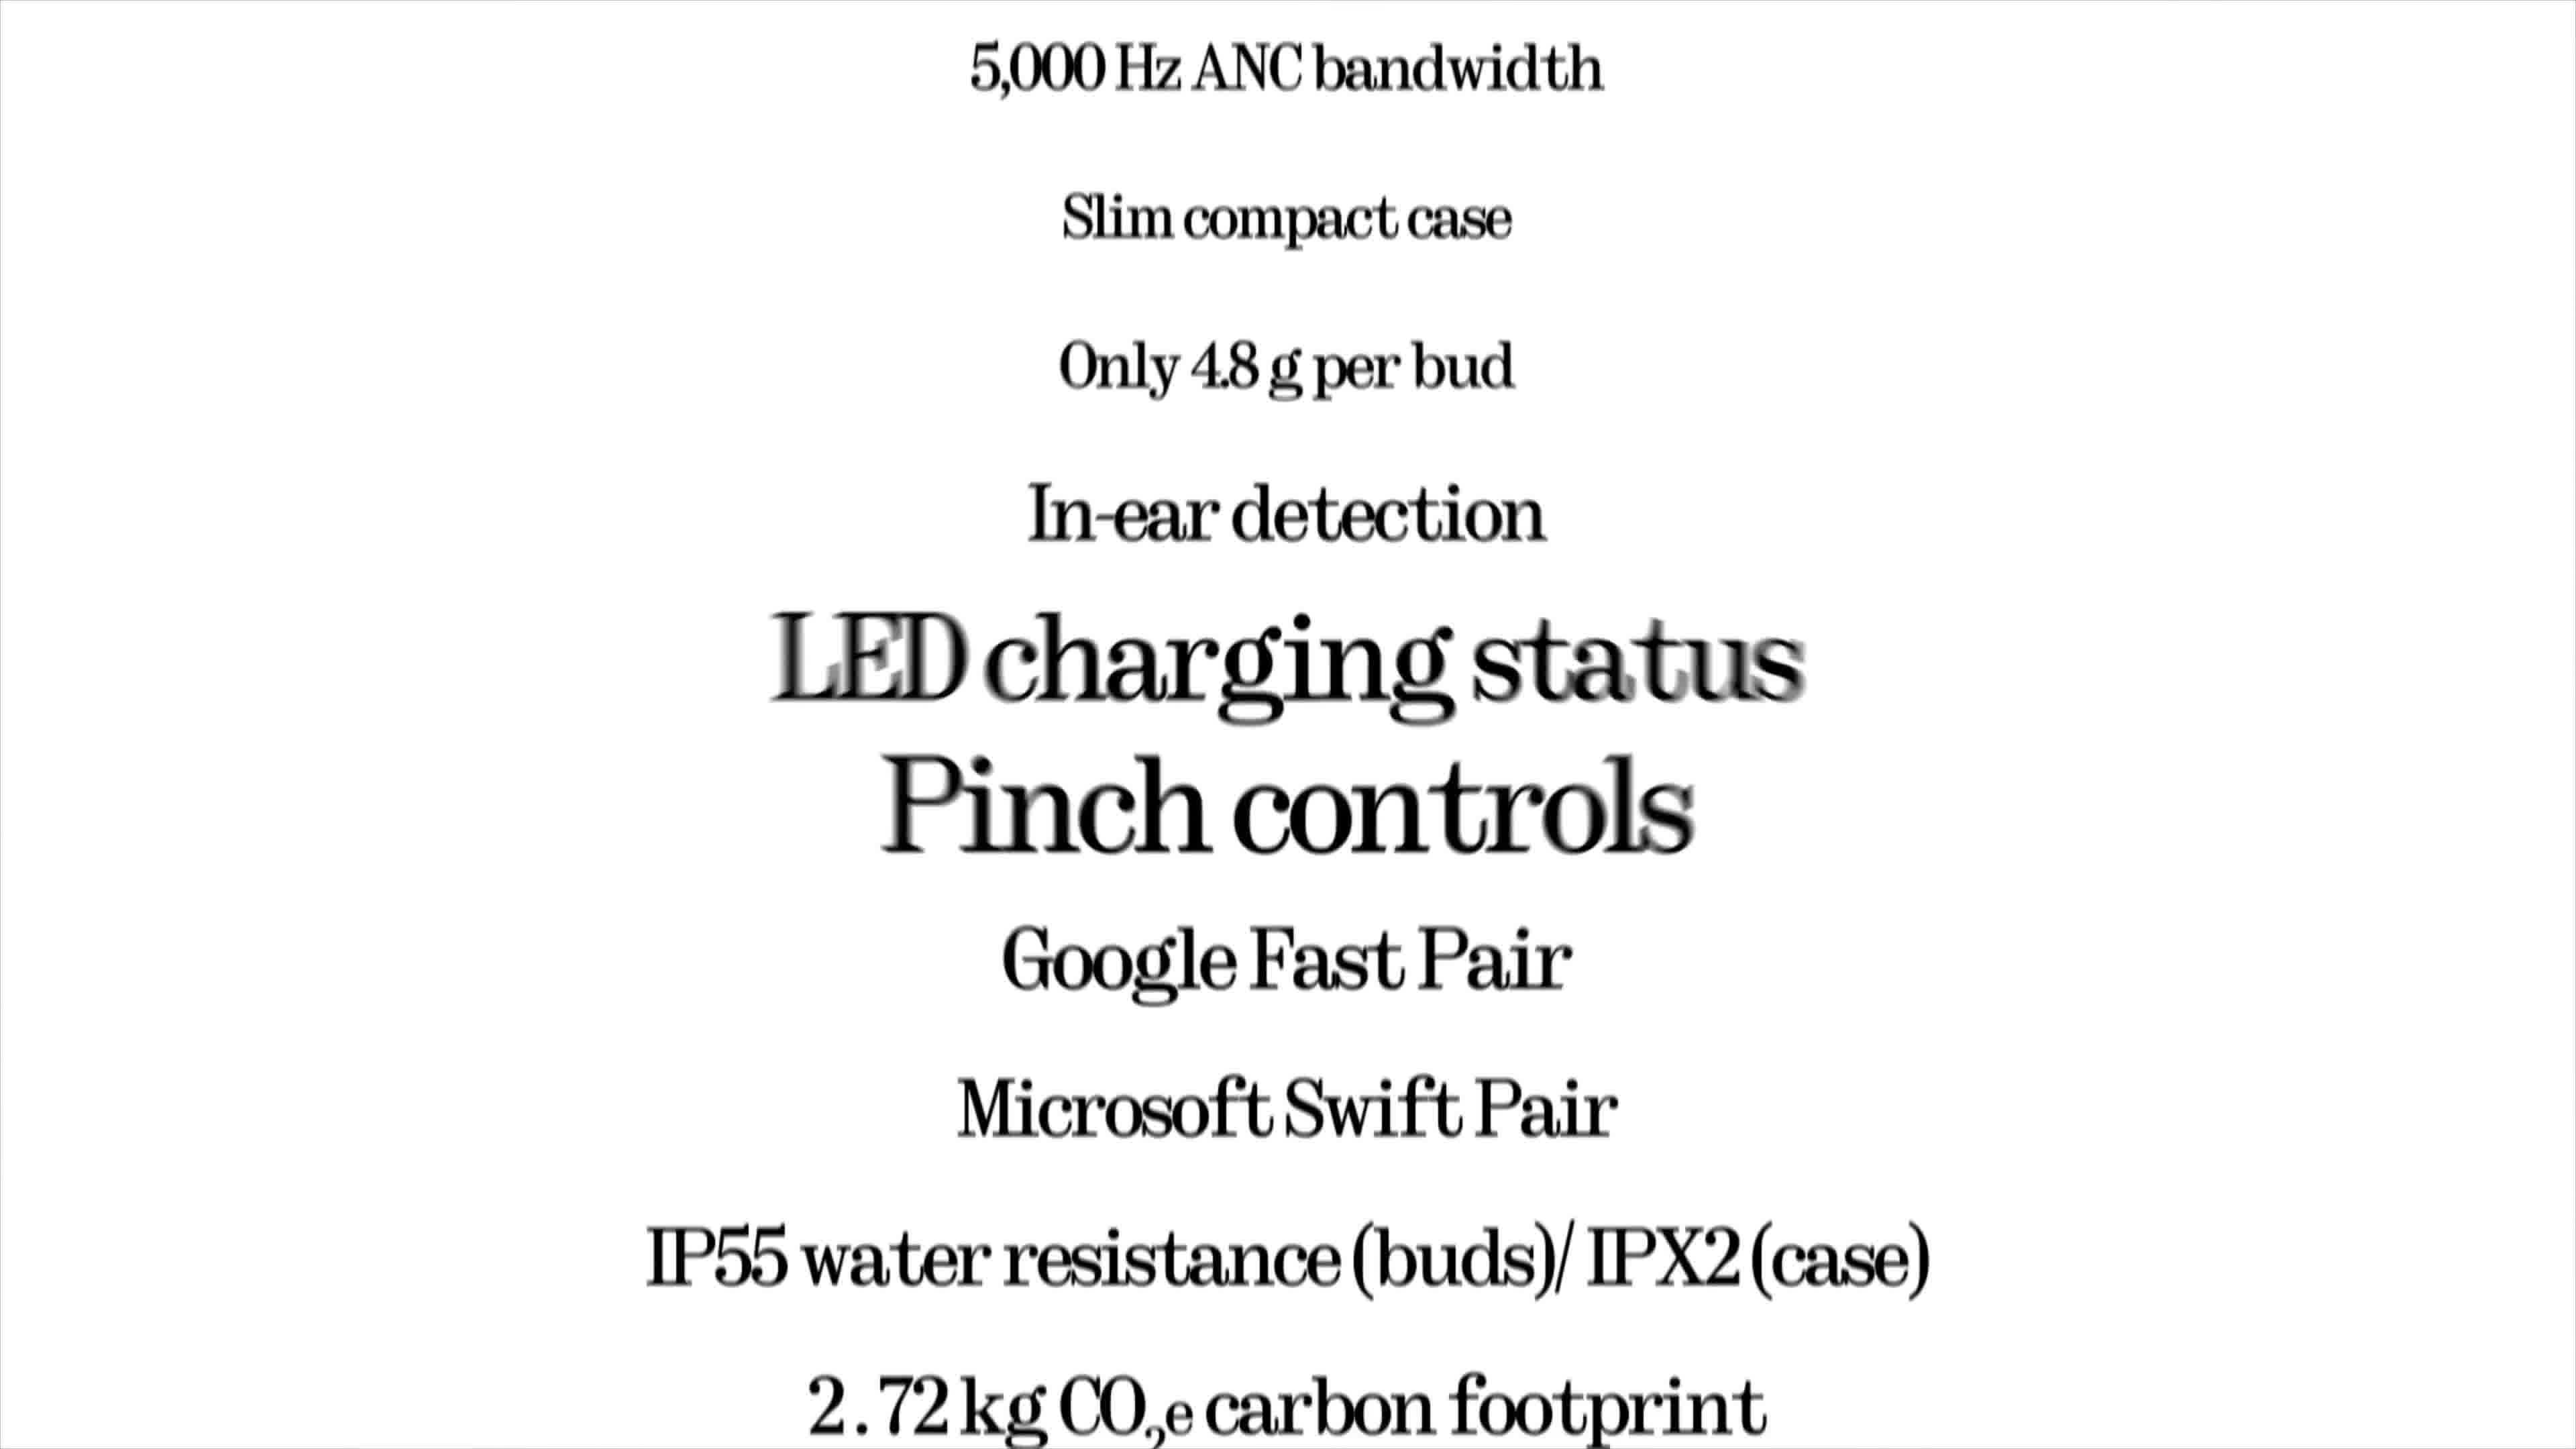 5,000 Hz ANC bandwidth
Slim compact case
Only 4.8 g per bud
In-ear detection
LED charging status
Pinch controls
Google Fast Pair
Microsoft Swift Pair
IP55 water resistance (buds)/ IPX2 (case)
2.72 kg CO₂e carbon footprint